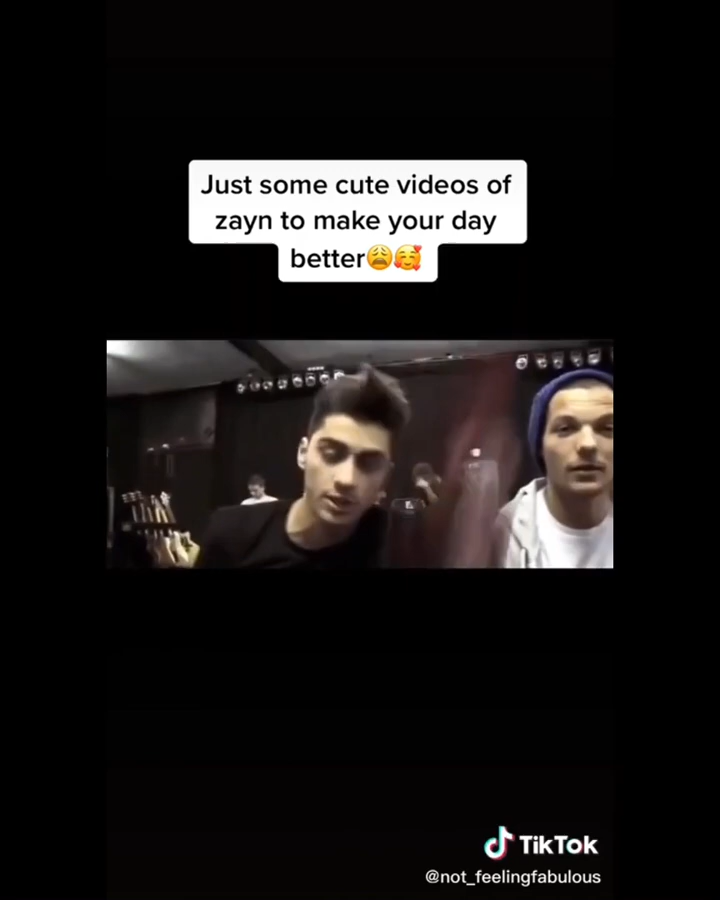 Just some cute videos of
zayn to make your day
better😩🥰
TikTok
@not_feelingfabulous